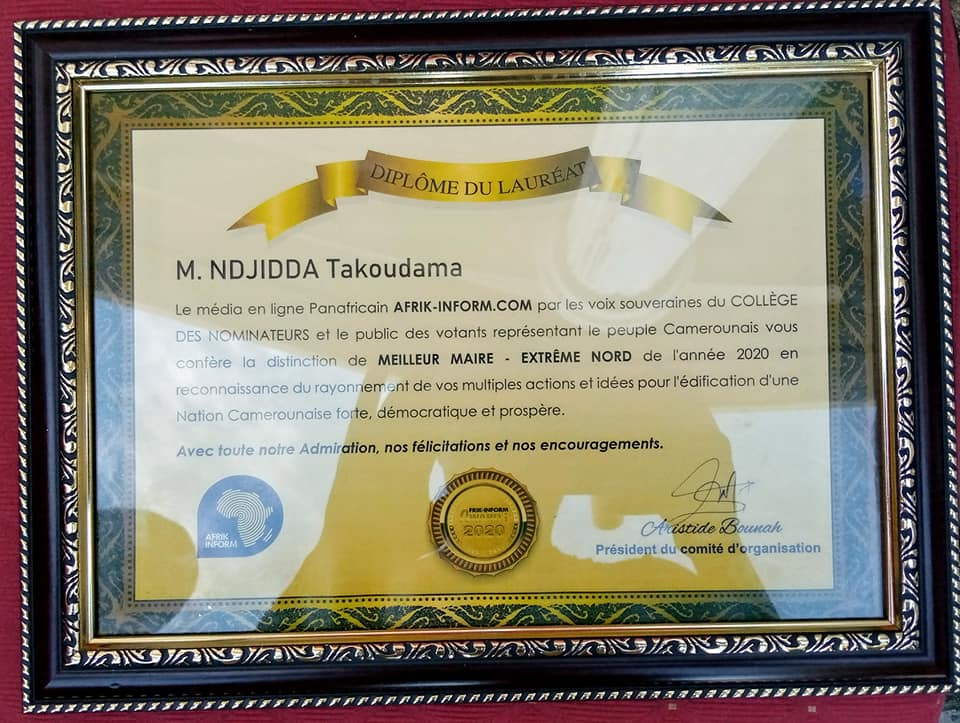 DIPLÔME DU LAURÉAT
M. NDJIDDA Takoudama
Le média en ligne Panafricain AFRIK-INFORM.COM par les voix souveraines du COLLÈGE
DES NOMINATEURS et le public des votants représentant le peuple Camerounais vous
confère la distinction de MEILLEUR MAIRE - EXTRÊME NORD de l'année 2020 en
reconnaissance du rayonnement de vos multiples actions et idées pour l'édification d'une
Nation Camerounaise forte, démocratique et prospère.
Avec toute notre Admiration, nos félicitations et nos encouragements.
AFRIK
INFORM
AFRIK-INFORM
AWARDS
2020
Aristide Bounah
Président du comité d'organisation